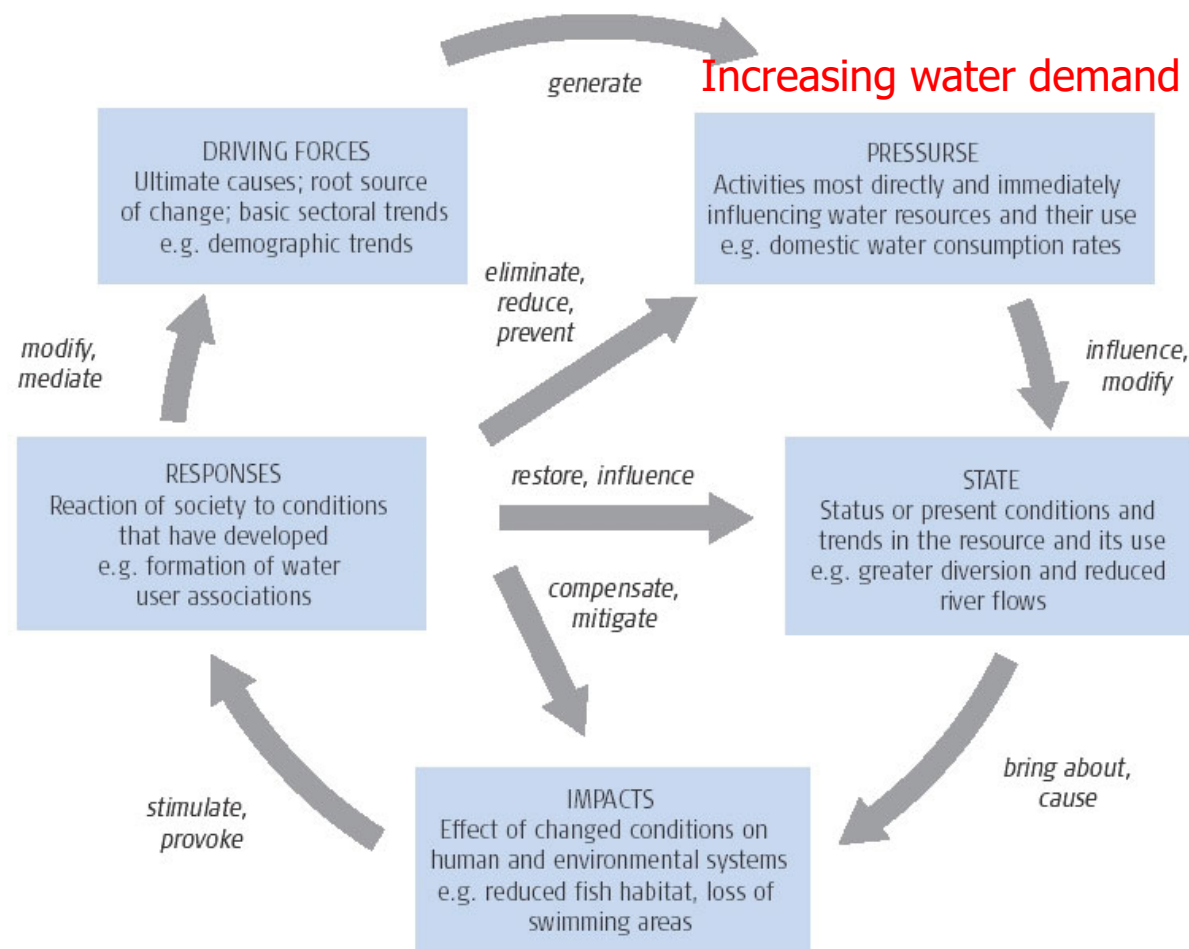 generate
Increasing water demand
DRIVING FORCES
Ultimate causes; root source
of change; basic sectoral trends
e.g. demographic trends
PRESSURSE
Activities most directly and immediately
influencing water resources and their use
e.g. domestic water consumption rates
eliminate,
reduce,
prevent
modify,
mediate
influence,
modify
RESPONSES
Reaction of society to conditions
that have developed
e.g. formation of water
user associations
restore, influence
STATE
Status or present conditions and
trends in the resource and its use
e.g. greater diversion and reduced
river flows
compensate,
mitigate
stimulate,
provoke
bring about,
cause
IMPACTS
Effect of changed conditions on
human and environmental systems
e.g. reduced fish habitat, loss of
swimming areas